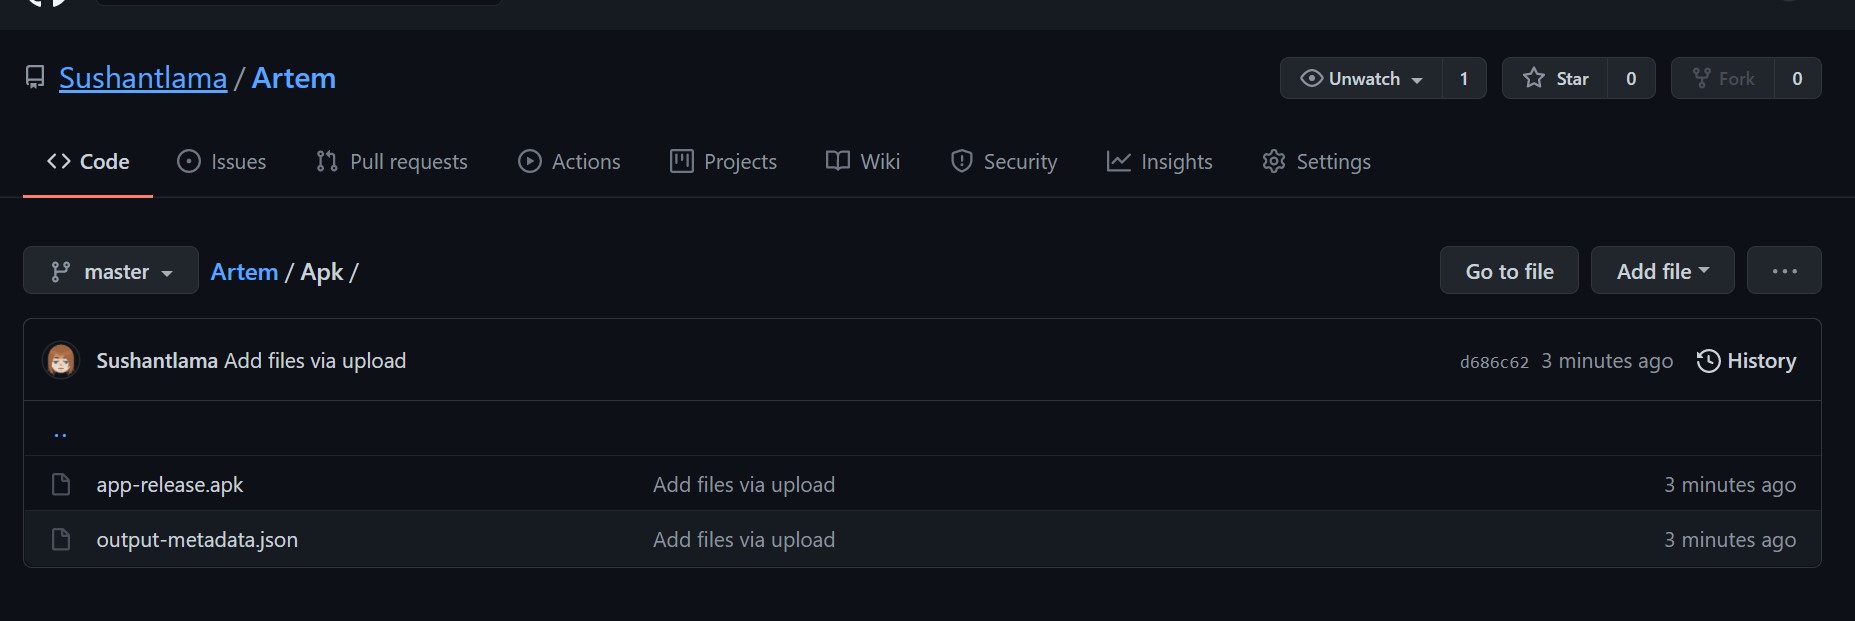 Sushantlama / Artem
Unwatch 1 Star 0 Fork 0
Code Issues Pull requests Actions Projects Wiki Security Insights Settings
master Artem / Apk / Go to file Add file ...
Sushantlama Add files via upload d686c62 3 minutes ago History
..
app-release.apk Add files via upload 3 minutes ago
output-metadata.json Add files via upload 3 minutes ago